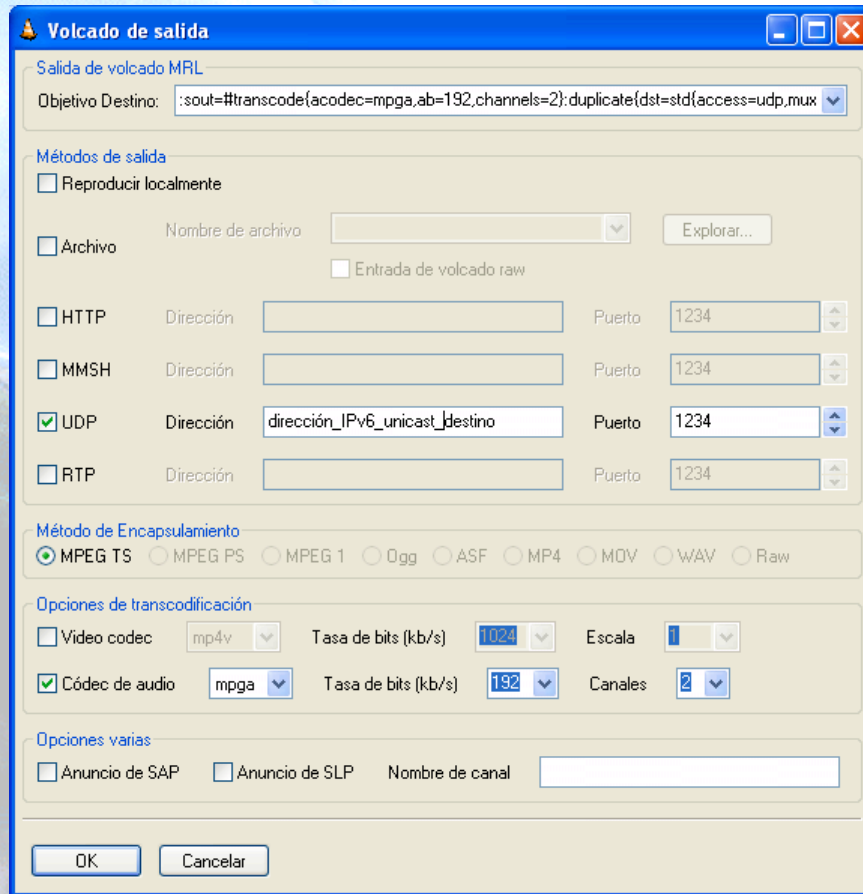 Volcado de salida
Salida de volcado MRL
Objetivo Destino: :sout=#transcode{acodec=mpga,ab=192,channels=2}:duplicate{dst=std{access=udp,mux
Métodos de salida
Reproducir localmente
Archivo Nombre de archivo Explorar...
Entrada de volcado raw
HTTP Dirección Puerto 1234
MMSH Dirección Puerto 1234
UDP Dirección dirección_IPv6_unicast_destino Puerto 1234
RTP Dirección Puerto 1234
Método de Encapsulamiento
MPEG TS MPEG PS MPEG 1 Ogg ASF MP4 MOV WAV Raw
Opciones de transcodificación
Video codec mp4v Tasa de bits (kb/s) 1024 Escala 1
Códec de audio mpga Tasa de bits (kb/s) 192 Canales 2
Opciones varias
Anuncio de SAP Anuncio de SLP Nombre de canal
OK Cancelar